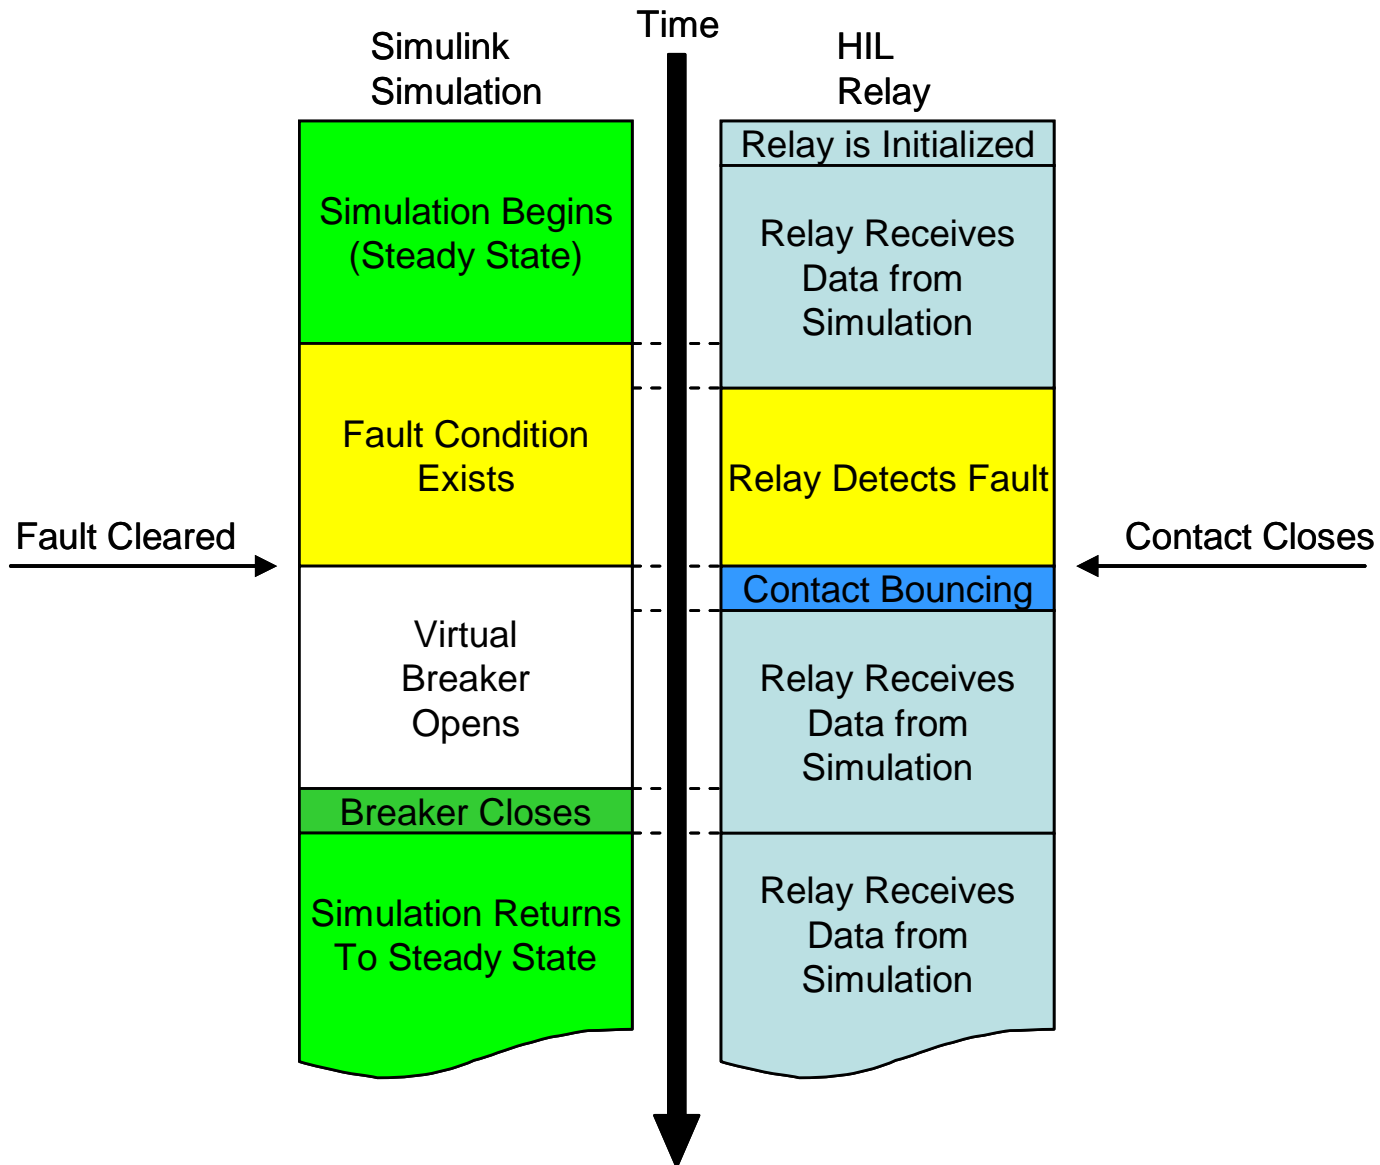 Time
Simulink
Simulation
HIL
Relay
Relay is Initialized
Simulation Begins
(Steady State)
Relay Receives
Data from
Simulation
Fault Condition
Exists
Relay Detects Fault
Fault Cleared
Contact Closes
Contact Bouncing
Virtual
Breaker
Opens
Relay Receives
Data from
Simulation
Breaker Closes
Simulation Returns
To Steady State
Relay Receives
Data from
Simulation